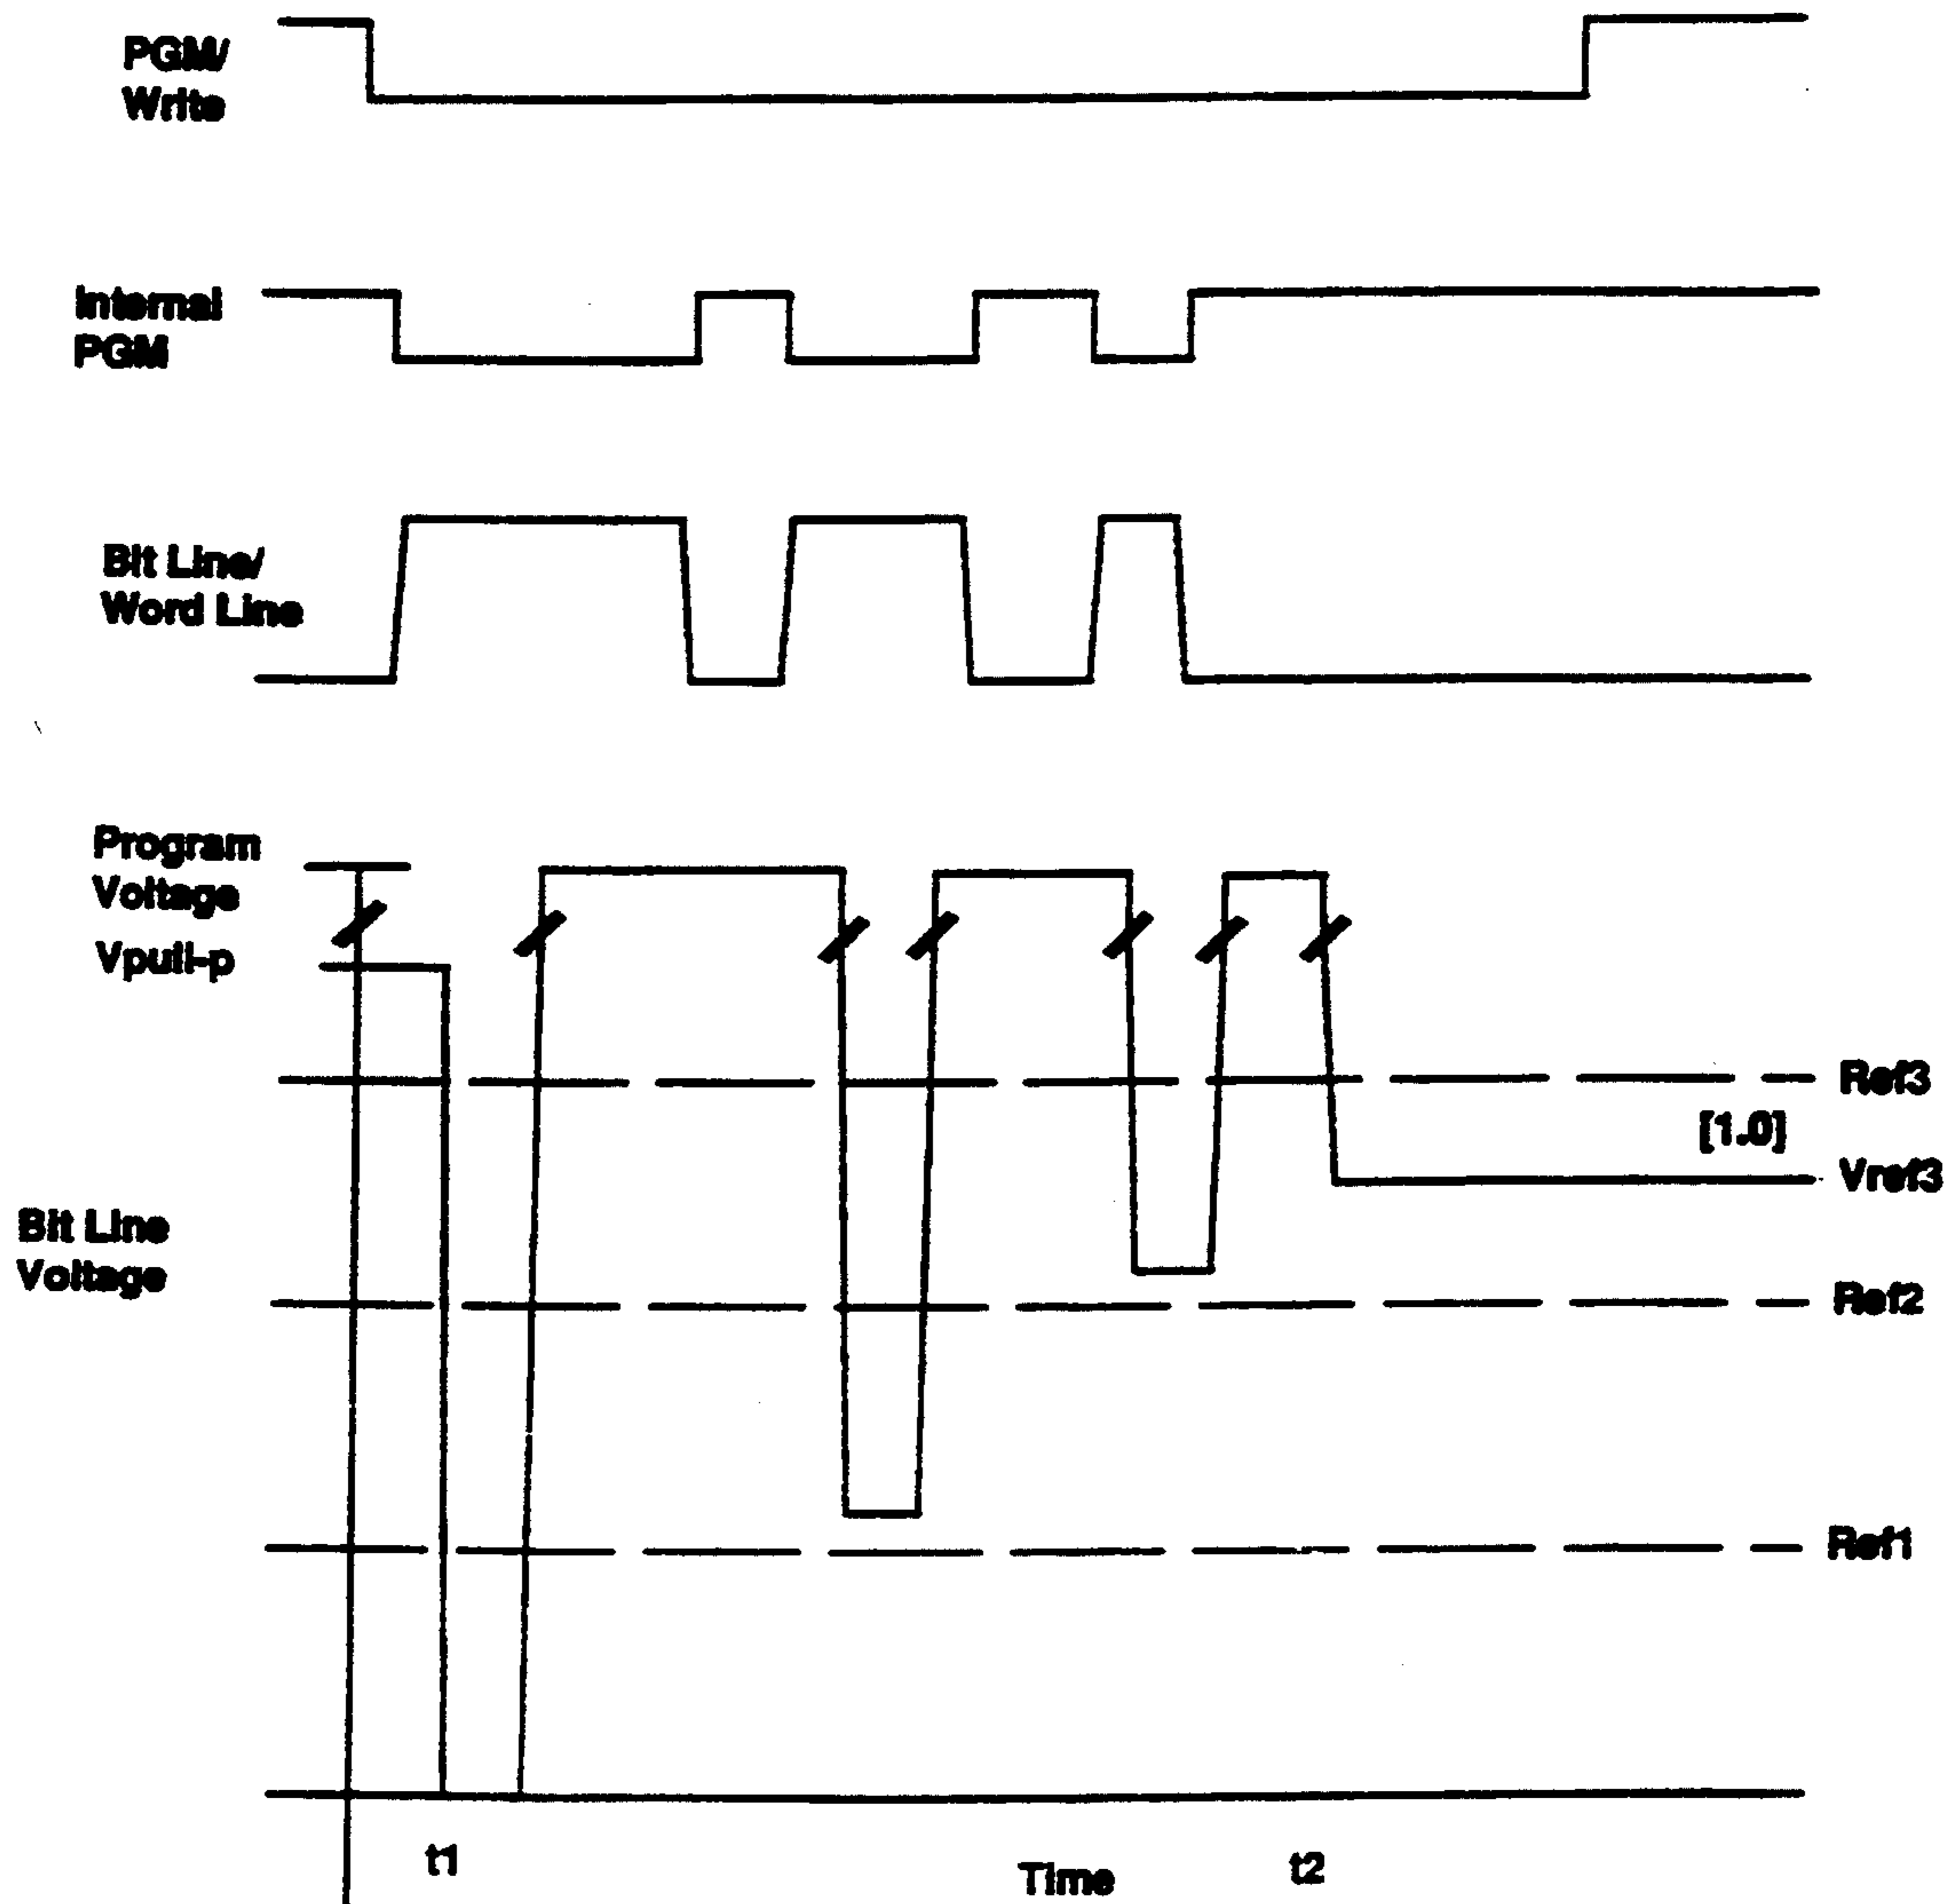 PGM/
Write
Internal
PGM
Bit Line/
Word Line
Program
Voltage
Vpull-p
Ref3
[1.0]
Vref3
Bit Line
Voltage
Ref2
Ref1
t1
Time
t2